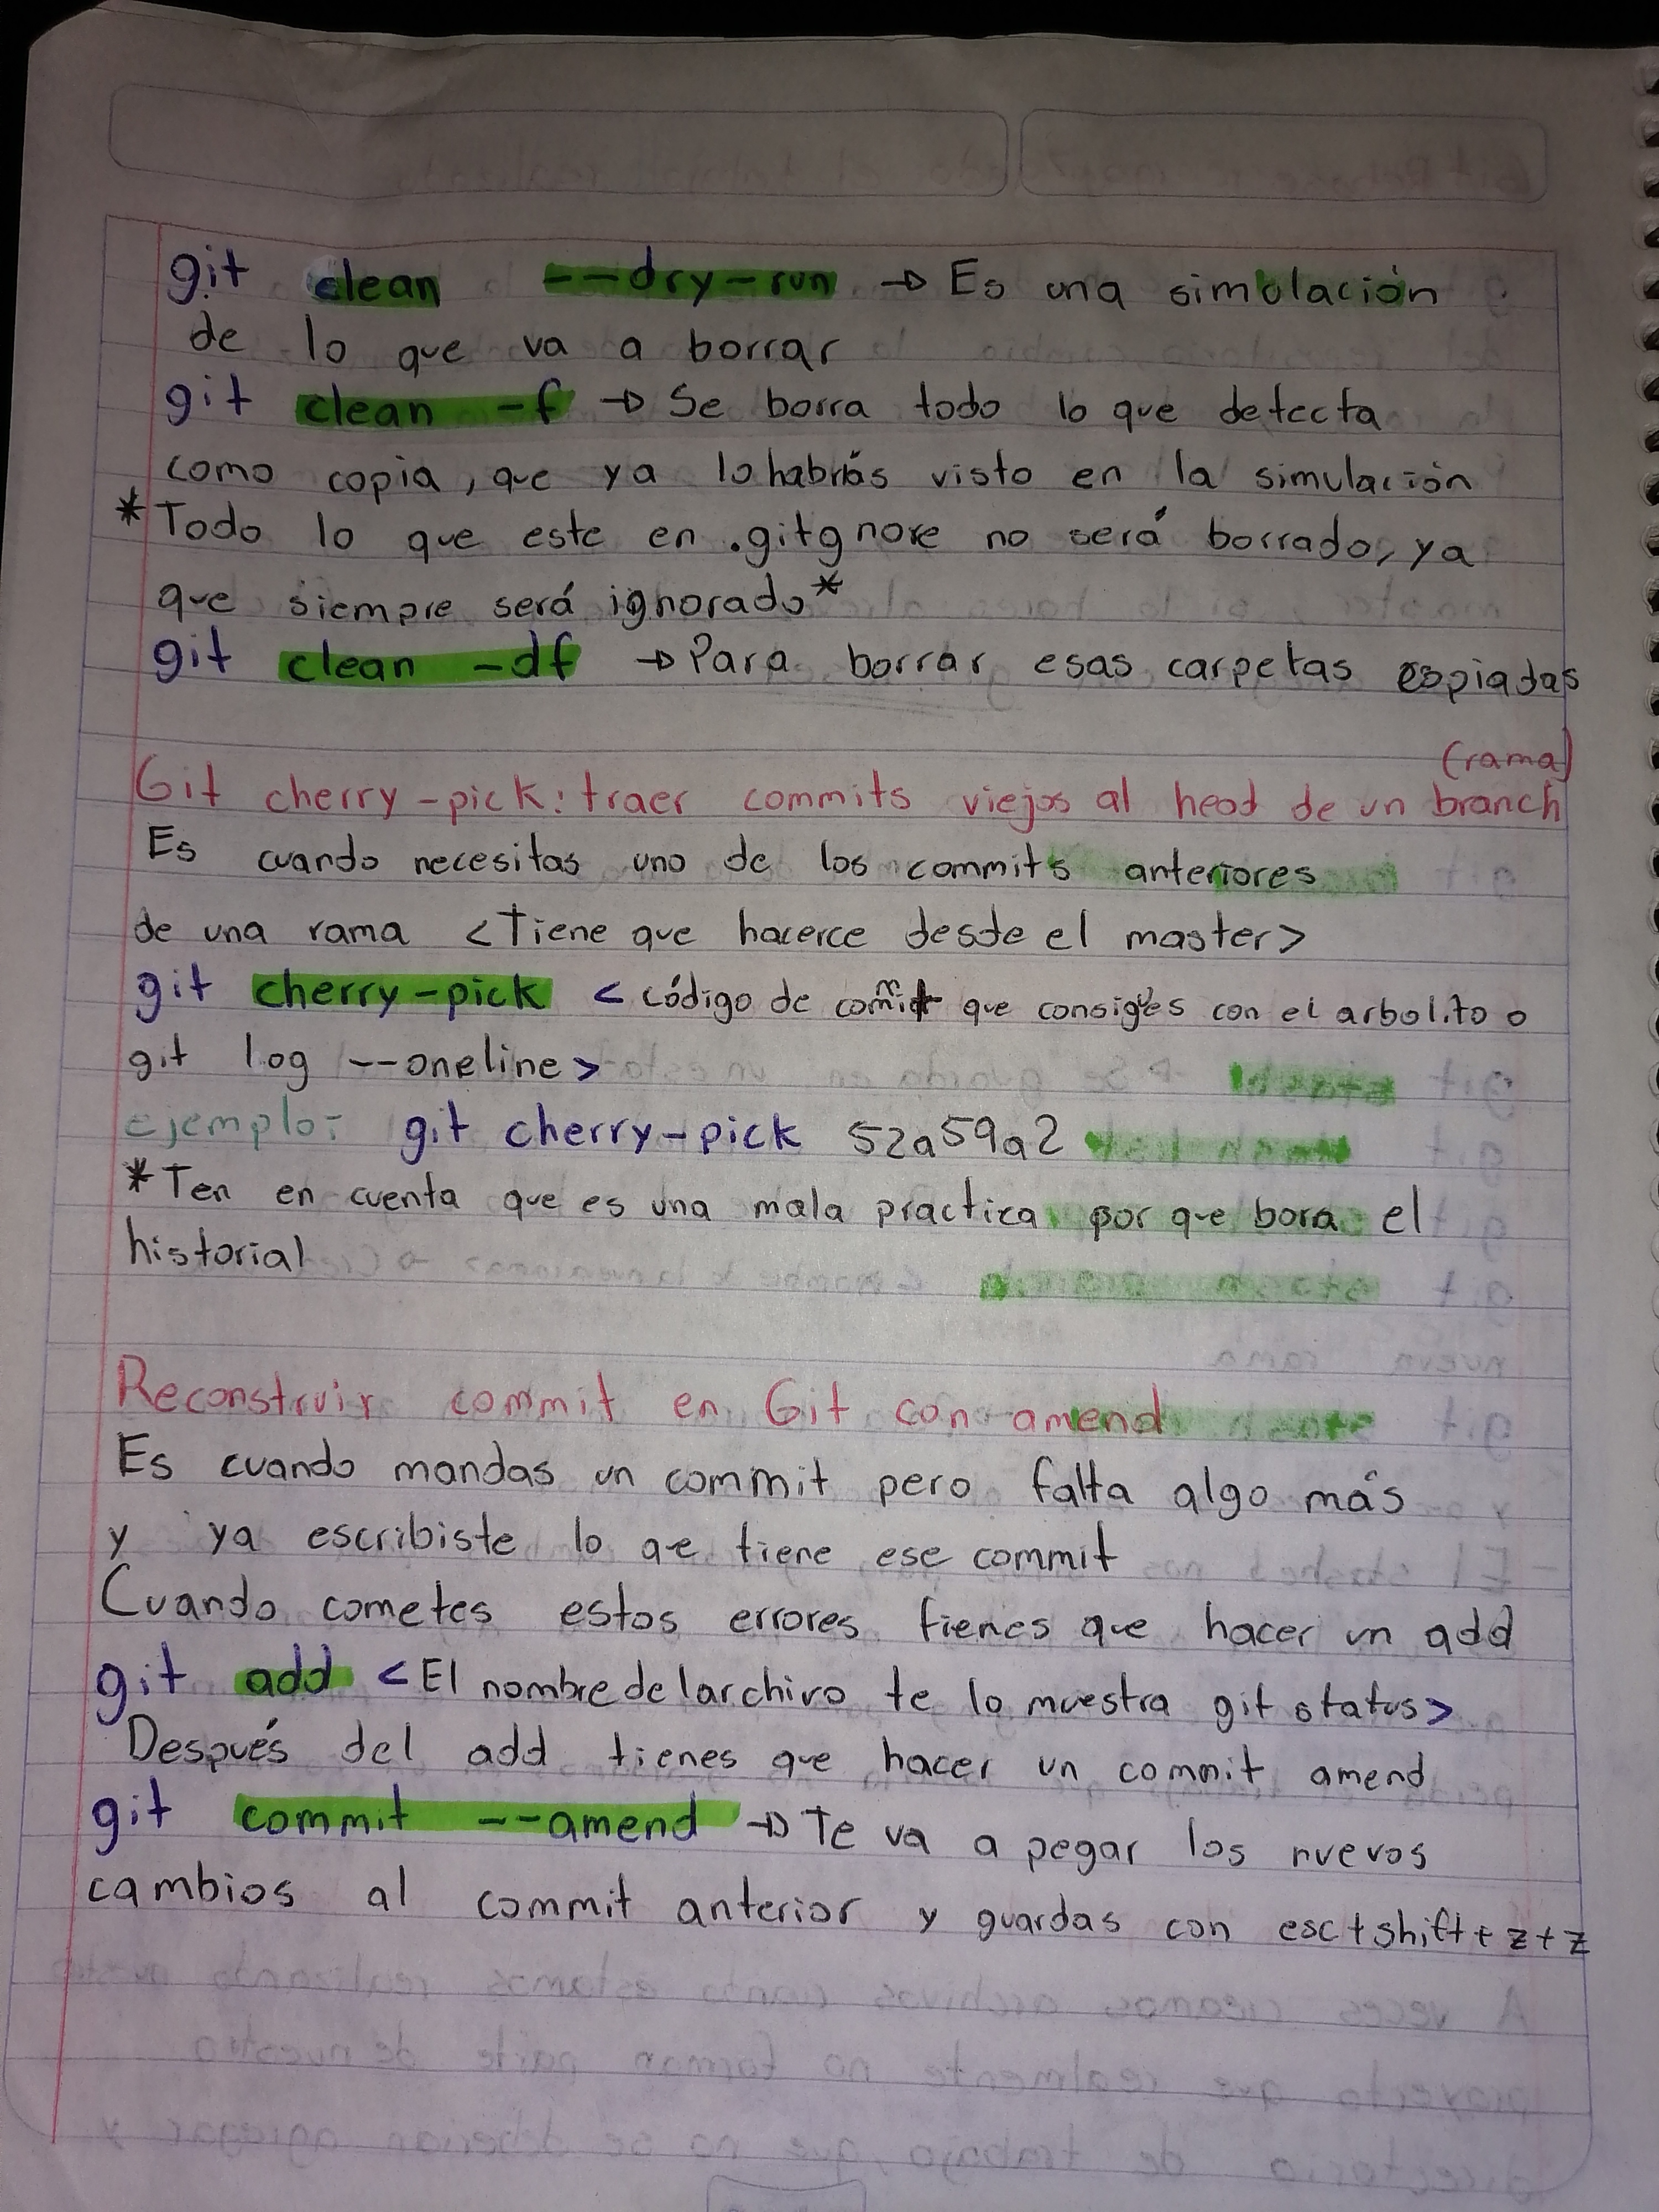 git clean --dry-run → Es una simulación
de lo que va a borrar
git clean -f → Se borra todo lo que detecta
como copia, que ya lo habrás visto en la simulación
*Todo lo que este en .gitgnore no será borrado, ya
que siempre será ignorado*
git clean -df → Para borrar esas carpetas copiadas
(rama)
Git cherry-pick: traer commits viejos al head de un branch
Es cuando necesitas uno de los commits anteriores
de una rama <Tiene que hacerce desde el master>
git cherry-pick < código de commit que consigues con el arbolito o
git log --oneline>
ejemplo: git cherry-pick 52a59a2
*Ten en cuenta que es una mala practica por que bora el
historial
Reconstruir commit en Git con amend
Es cuando mandas un commit pero falta algo más
y ya escribiste lo qe tiene ese commit
Cuando cometes estos errores tienes que hacer un add
git add <El nombre del archivo te lo muestra git status>
Después del add tienes que hacer un commit amend
git commit --amend → Te va a pegar los nuevos
cambios al commit anterior y guardas con esc+shift+z+z